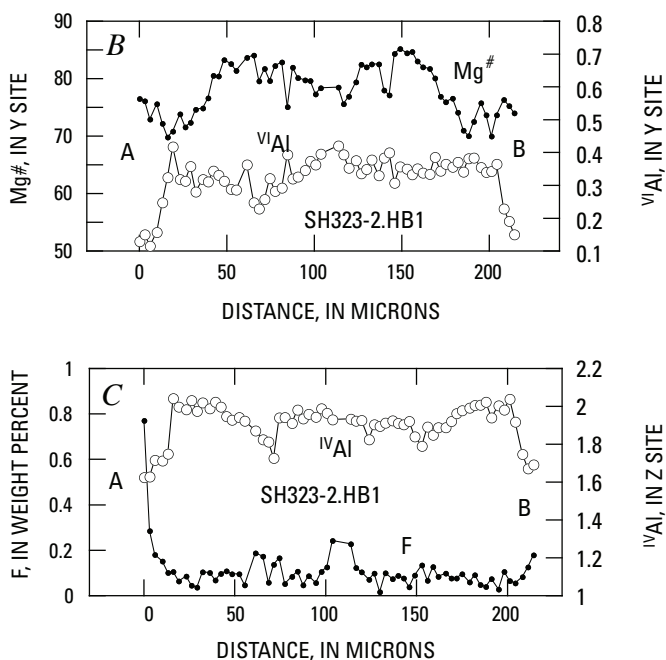 B
90
80
70
60
50
Mg#, IN Y SITE
0.8
0.7
0.6
0.5
0.4
0.3
0.2
0.1
VIAl, IN Y SITE
Mg#
VIAl
A
B
SH323-2.HB1
0 50 100 150 200
DISTANCE, IN MICRONS
C
1
0.8
0.6
0.4
0.2
0
F, IN WEIGHT PERCENT
2.2
2
1.8
1.6
1.4
1.2
1
IVAl, IN Z SITE
IVAl
A
B
SH323-2.HB1
F
0 50 100 150 200
DISTANCE, IN MICRONS